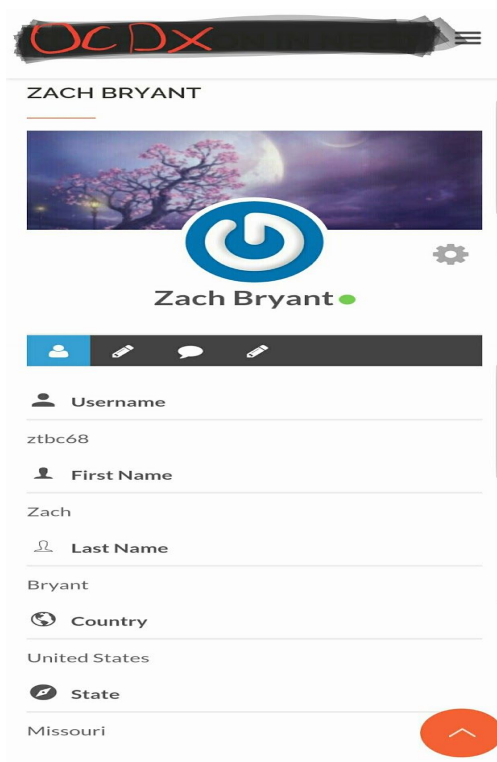 OCDX
ZACH BRYANT
Zach Bryant
Username
ztbc68
First Name
Zach
Last Name
Bryant
Country
United States
State
Missouri